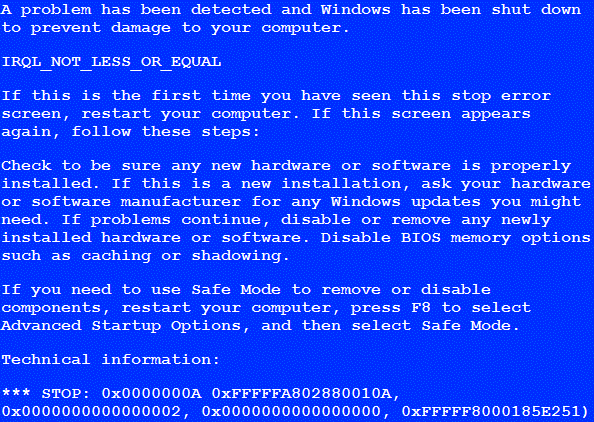 A problem has been detected and Windows has been shut down
to prevent damage to your computer.
IRQL_NOT_LESS_OR_EQUAL
If this is the first time you have seen this stop error
screen, restart your computer. If this screen appears
again, follow these steps:
Check to be sure any new hardware or software is properly
installed. If this is a new installation, ask your hardware
or software manufacturer for any Windows updates you might
need. If problems continue, disable or remove any newly
installed hardware or software. Disable BIOS memory options
such as caching or shadowing.
If you need to use Safe Mode to remove or disable
components, restart your computer, press F8 to select
Advanced Startup Options, and then select Safe Mode.
Technical information:
*** STOP: 0x0000000A 0xFFFFFA802880010A,
0x0000000000000002, 0x0000000000000000, 0xFFFFF8000185E251)